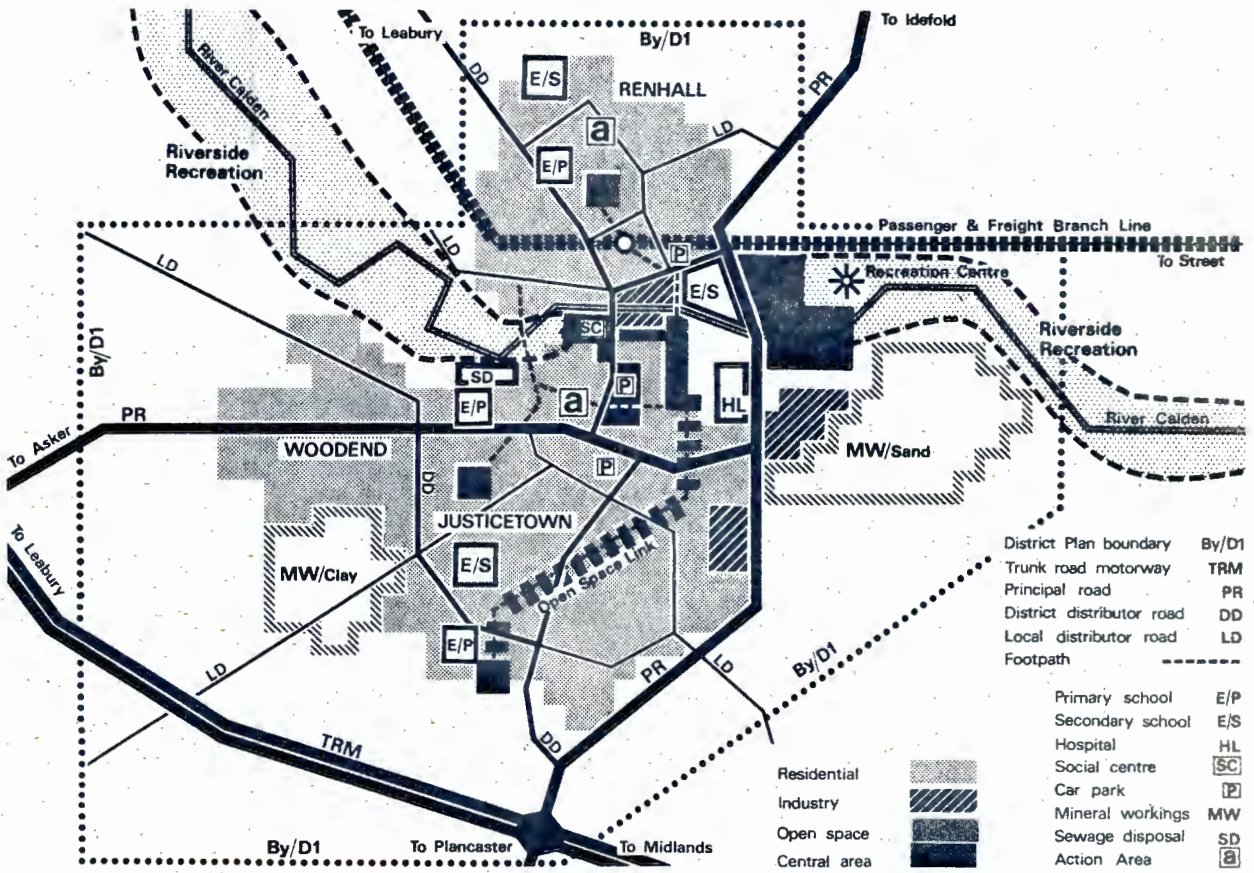 To Leabury
By/D1
To Idefold
DD
E/S
RENHALL
PR
River Calden
a
LD
Riverside
Recreation
E/P
LD
Passenger & Freight Branch Line
To Street
P
LD
Recreation Centre
E/S
By/D1
SC
Riverside
Recreation
SD
P
PR
E/P
a
HL
River Calden
To Asker
WOODEND
MW/Sand
P
DD
JUSTICETOWN
To Leabury
MW/Clay
E/S
Open Space Link
E/P
LD
PR
LD
By/D1
TRM
DD
By/D1
To Plancaster
To Midlands
District Plan boundary By/D1
Trunk road motorway TRM
Principal road PR
District distributor road DD
Local distributor road LD
Footpath
Primary school E/P
Secondary school E/S
Hospital HL
Social centre SC
Car park P
Mineral workings MW
Sewage disposal SD
Action Area a
Residential
Industry
Open space
Central area